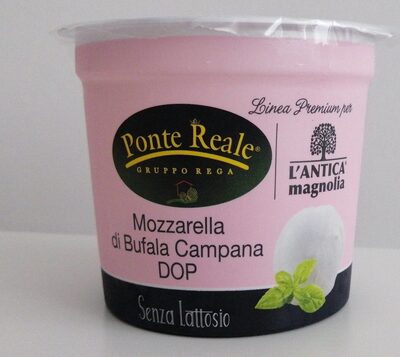 Linea Premium per
Ponte Reale®
GRUPPO REGA
L'ANTICA
magnolia
Mozzarella
di Bufala Campana
DOP
Senza Lattosio